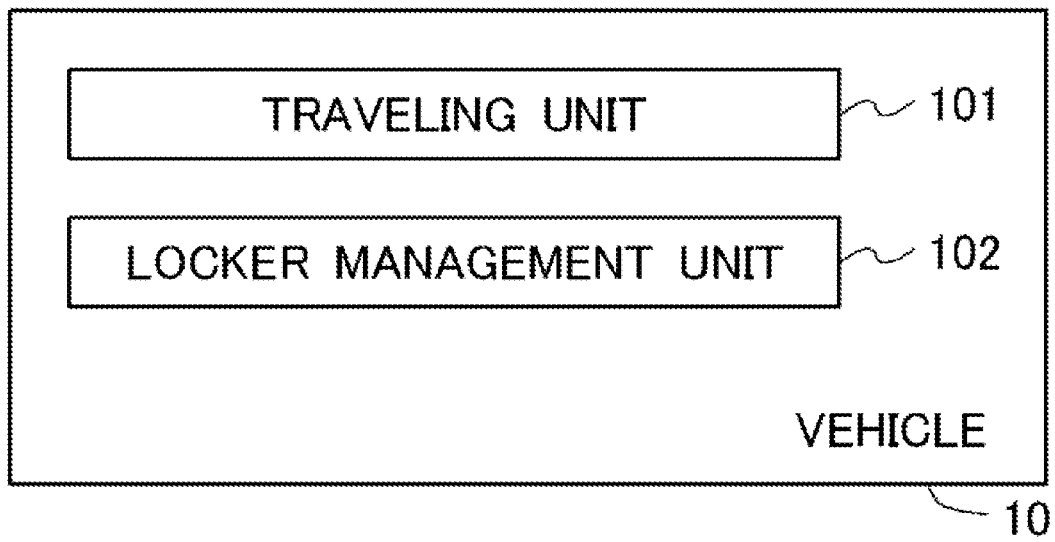 TRAVELING UNIT
101
LOCKER MANAGEMENT UNIT
102
VEHICLE
10